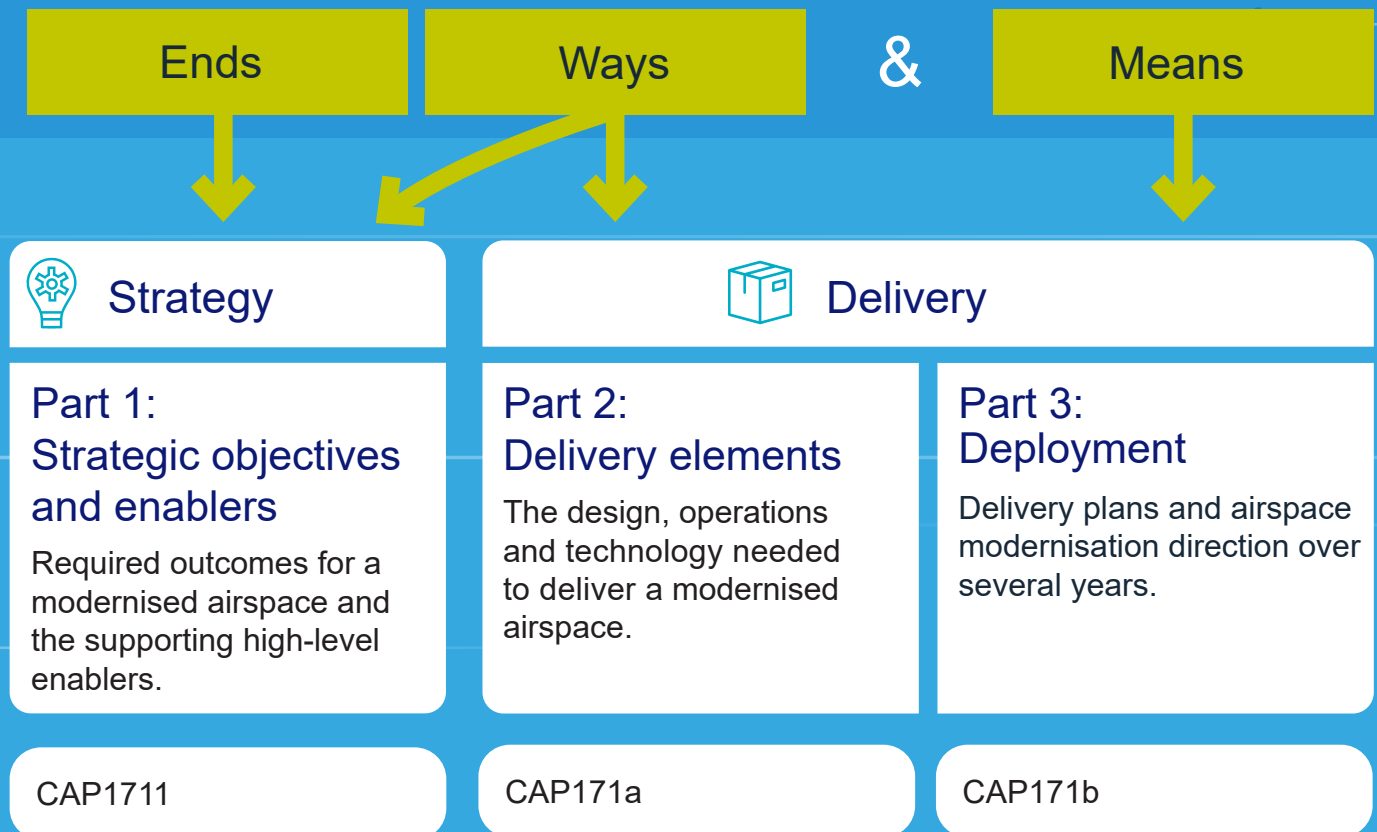 Ends
Ways
&
Means
Strategy
Delivery
Part 1:
Strategic objectives
and enablers
Required outcomes for a
modernised airspace and
the supporting high-level
enablers.
Part 2:
Delivery elements
The design, operations
and technology needed
to deliver a modernised
airspace.
Part 3:
Deployment
Delivery plans and airspace
modernisation direction over
several years.
CAP1711
CAP171a
CAP171b